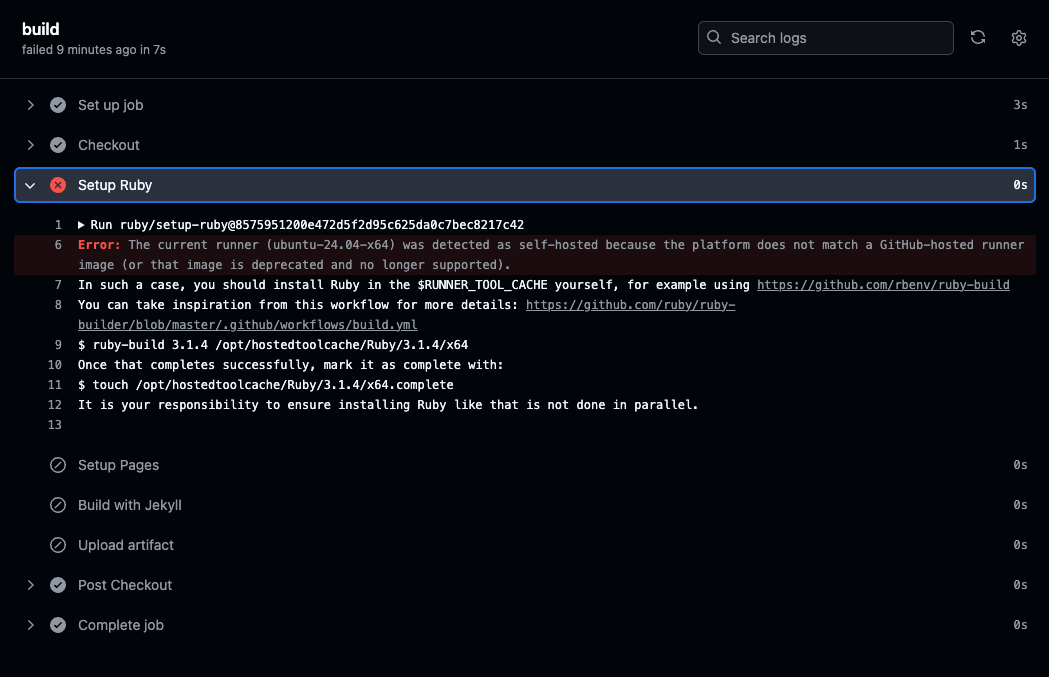 build
failed 9 minutes ago in 7s
Search logs
Set up job 3s
Checkout 1s
Setup Ruby 0s
1 Run ruby/setup-ruby@8575951200e472d5f2d95c625da0c7bec8217c42
6 Error: The current runner (ubuntu-24.04-x64) was detected as self-hosted because the platform does not match a GitHub-hosted runner
image (or that image is deprecated and no longer supported).
7 In such a case, you should install Ruby in the $RUNNER_TOOL_CACHE yourself, for example using https://github.com/rbenv/ruby-build
8 You can take inspiration from this workflow for more details: https://github.com/ruby/ruby-
builder/blob/master/.github/workflows/build.yml
9 $ ruby-build 3.1.4 /opt/hostedtoolcache/Ruby/3.1.4/x64
10 Once that completes successfully, mark it as complete with:
11 $ touch /opt/hostedtoolcache/Ruby/3.1.4/x64.complete
12 It is your responsibility to ensure installing Ruby like that is not done in parallel.
13
Setup Pages 0s
Build with Jekyll 0s
Upload artifact 0s
Post Checkout 0s
Complete job 0s